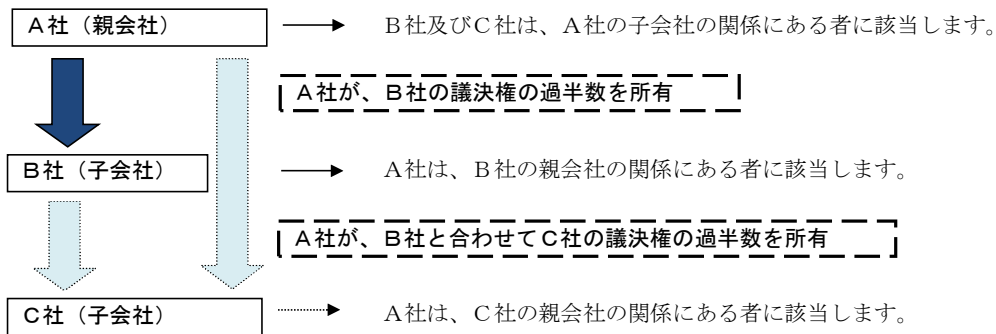 A社（親会社）
B社及びC社は、A社の子会社の関係にある者に該当します。
A社が、B社の議決権の過半数を所有
B社（子会社）
A社は、B社の親会社の関係にある者に該当します。
A社が、B社と合わせてC社の議決権の過半数を所有
C社（子会社）
A社は、C社の親会社の関係にある者に該当します。